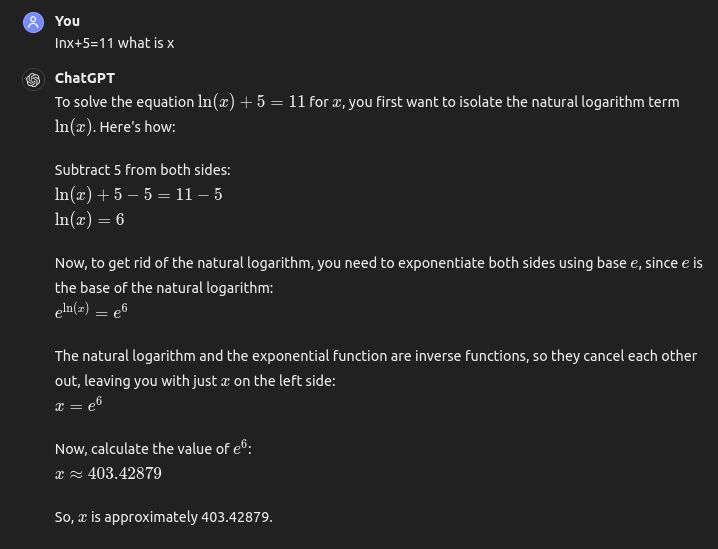 You
lnx+5=11 what is x
ChatGPT
To solve the equation ln(x) + 5 = 11 for x, you first want to isolate the natural logarithm term
ln(x). Here's how:
Subtract 5 from both sides:
ln(x) + 5 − 5 = 11 − 5
ln(x) = 6
Now, to get rid of the natural logarithm, you need to exponentiate both sides using base e, since e is
the base of the natural logarithm:
e^{ln(x)} = e^6
The natural logarithm and the exponential function are inverse functions, so they cancel each other
out, leaving you with just x on the left side:
x = e^6
Now, calculate the value of e^6:
x ≈ 403.42879
So, x is approximately 403.42879.